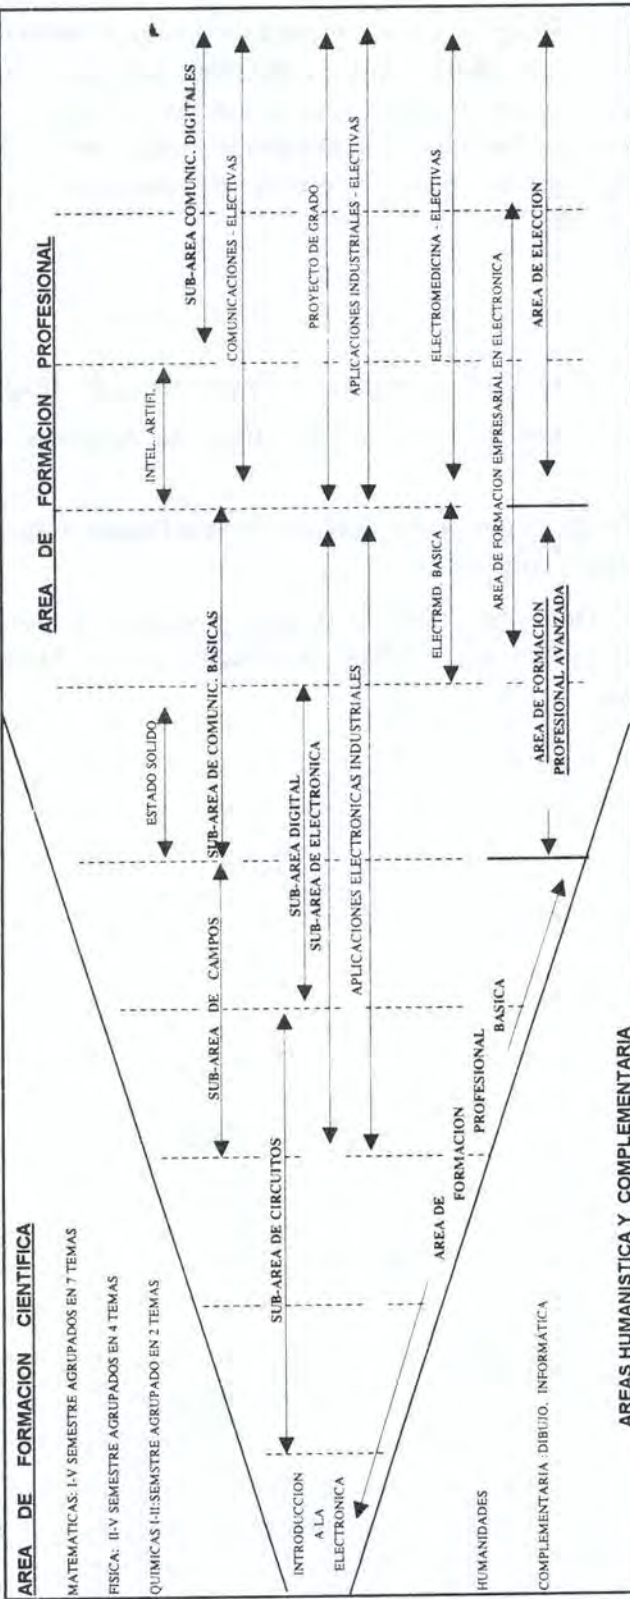 AREA DE FORMACION CIENTIFICA
MATEMATICAS: I-V SEMESTRE AGRUPADOS EN 7 TEMAS
FISICA: II-V SEMESTRE AGRUPADOS EN 4 TEMAS
QUIMICAS I-II:SEMSTRE AGRUPADO EN 2 TEMAS
AREA DE FORMACION PROFESIONAL
ESTADO SOLIDO
INTEL. ARTIFI.
SUB-AREA COMUNIC. DIGITALES
SUB-AREA DE CAMPOS
SUB-AREA DE COMUNIC. BASICAS
COMUNICACIONES - ELECTIVAS
SUB-AREA DE CIRCUITOS
SUB-AREA DIGITAL
SUB-AREA DE ELECTRONICA
PROYECTO DE GRADO
INTRODUCCION
A LA
ELECTRONICA
APLICACIONES ELECTRONICAS INDUSTRIALES
APLICACIONES INDUSTRIALES - ELECTIVAS
AREA DE
FORMACION
PROFESIONAL
BASICA
ELECTRMD. BASICA
ELECTROMEDICINA - ELECTIVAS
AREA DE FORMACION EMPRESARIAL EN ELECTRONICA
AREA DE FORMACION
PROFESIONAL AVANZADA
AREA DE ELECCION
HUMANIDADES
COMPLEMENTARIA : DIBUJO, INFORMÁTICA
AREAS HUMANISTICA Y COMPLEMENTARIA